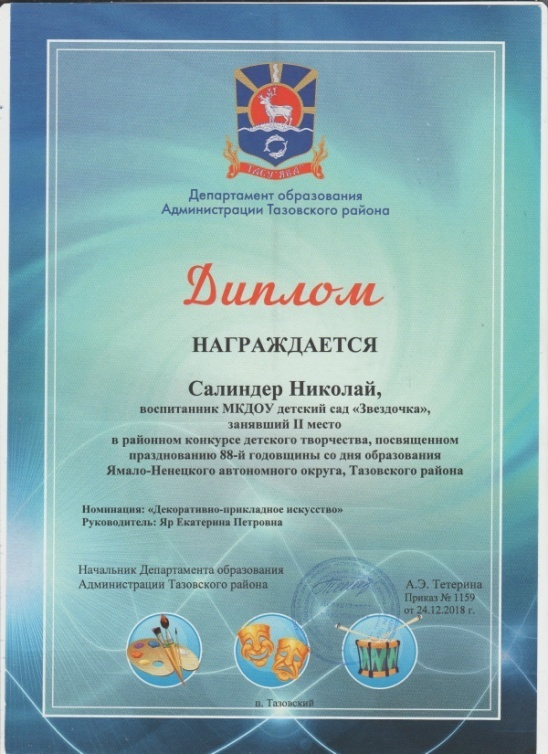 ТАСУ ЯВА
Департамент образования
Администрации Тазовского района
Диплом
НАГРАЖДАЕТСЯ
Салиндер Николай,
воспитанник МКДОУ детский сад «Звездочка»,
занявший II место
в районном конкурсе детского творчества, посвященном
празднованию 88-й годовщины со дня образования
Ямало-Ненецкого автономного округа, Тазовского района
Номинация: «Декоративно-прикладное искусство»
Руководитель: Яр Екатерина Петровна
Начальник Департамента образования
Администрации Тазовского района
А.Э. Тетерина
Приказ № 1159
от 24.12.2018 г.
п. Тазовский